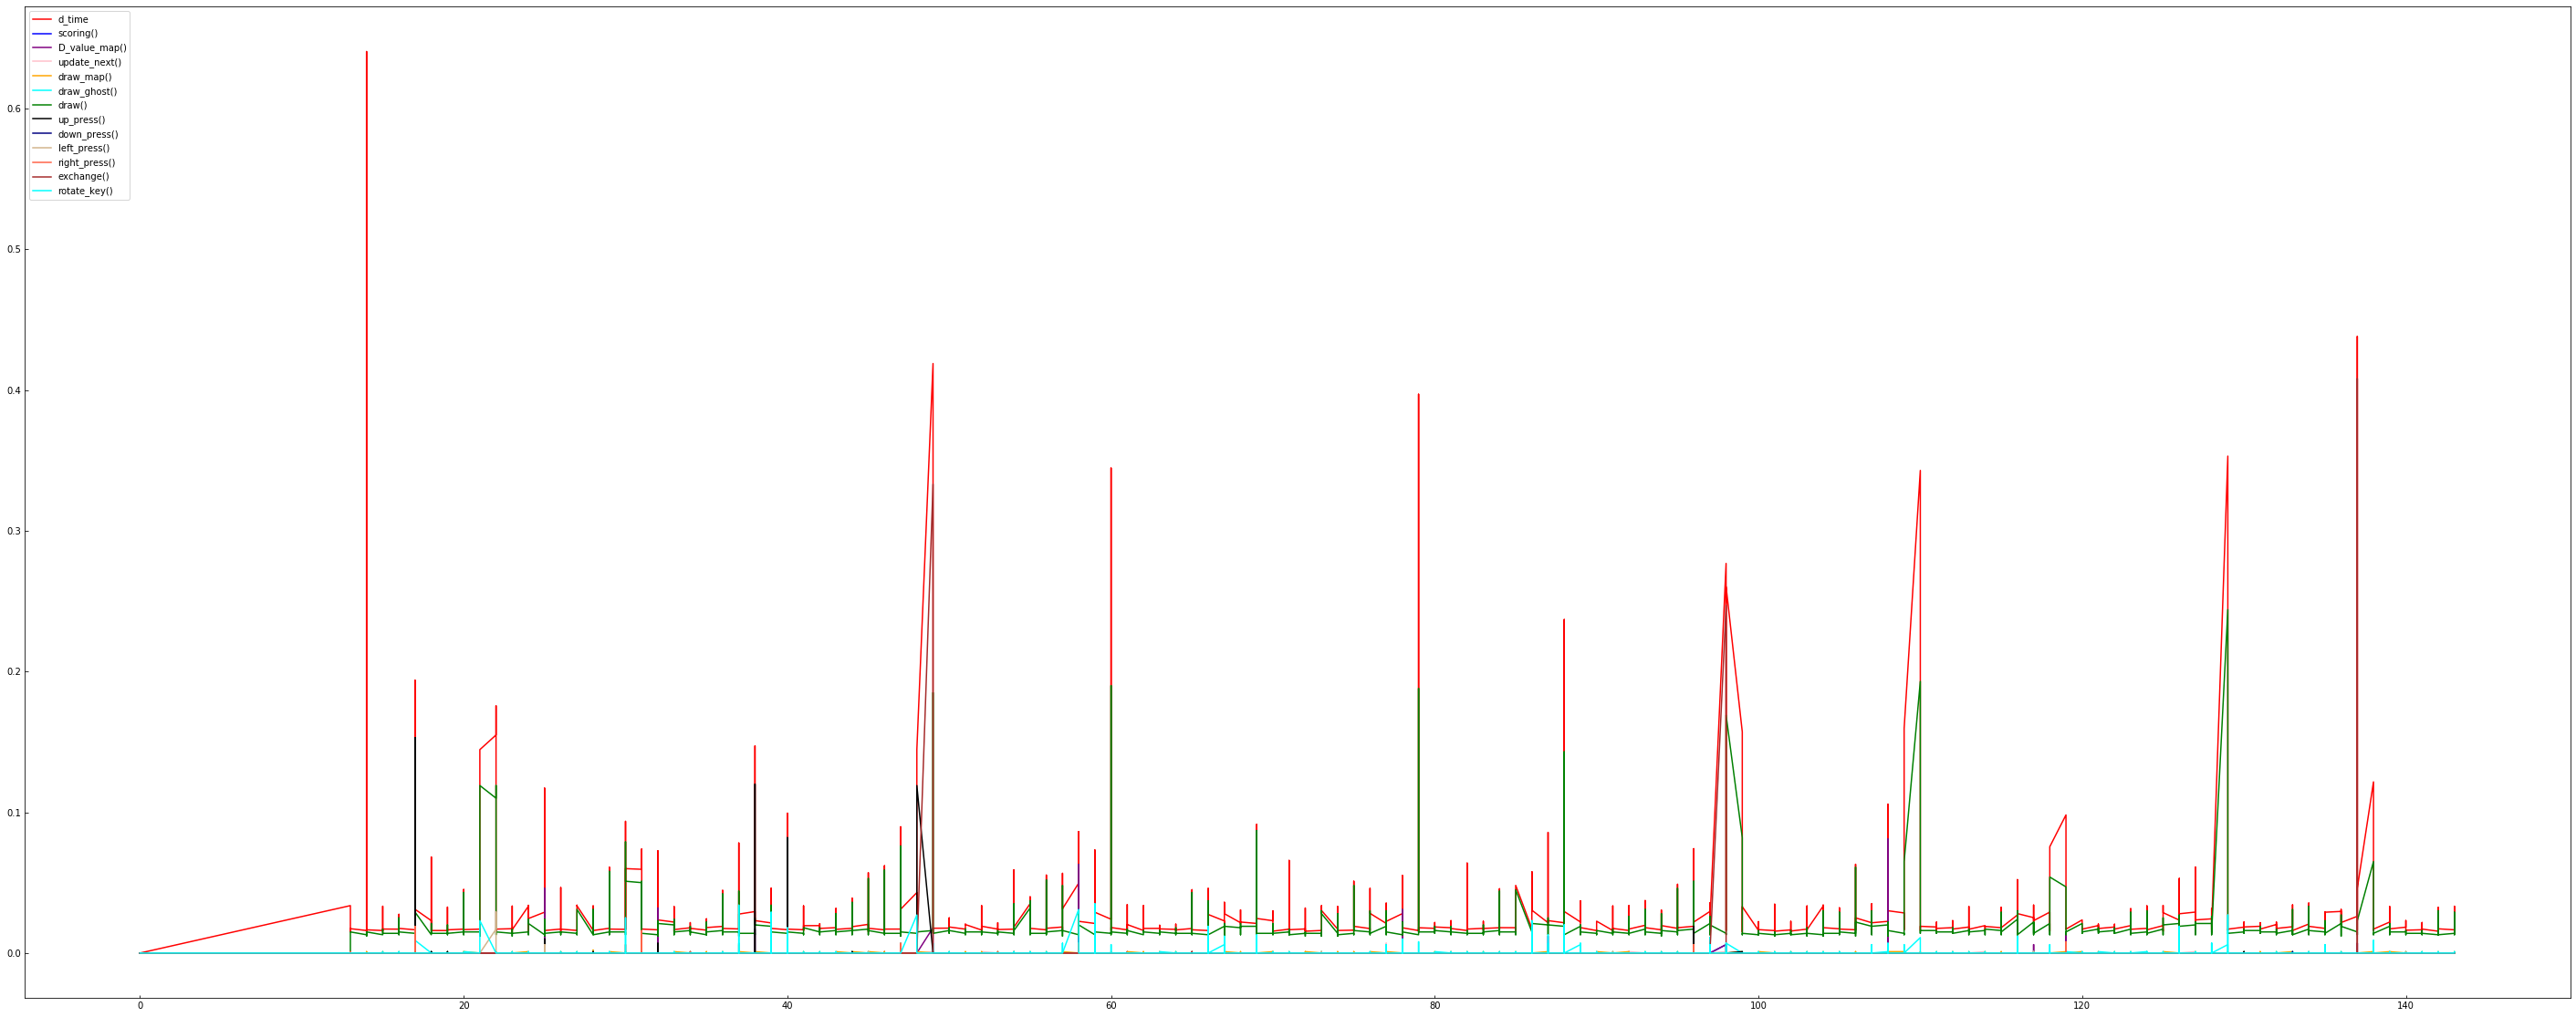 d_time
scoring()
D_value_map()
update_next()
draw_map()
draw_ghost()
draw()
up_press()
down_press()
left_press()
right_press()
exchange()
rotate_key()
0.6
0.5
0.4
0.3
0.2
0.1
0.0
0 20 40 60 80 100 120 140